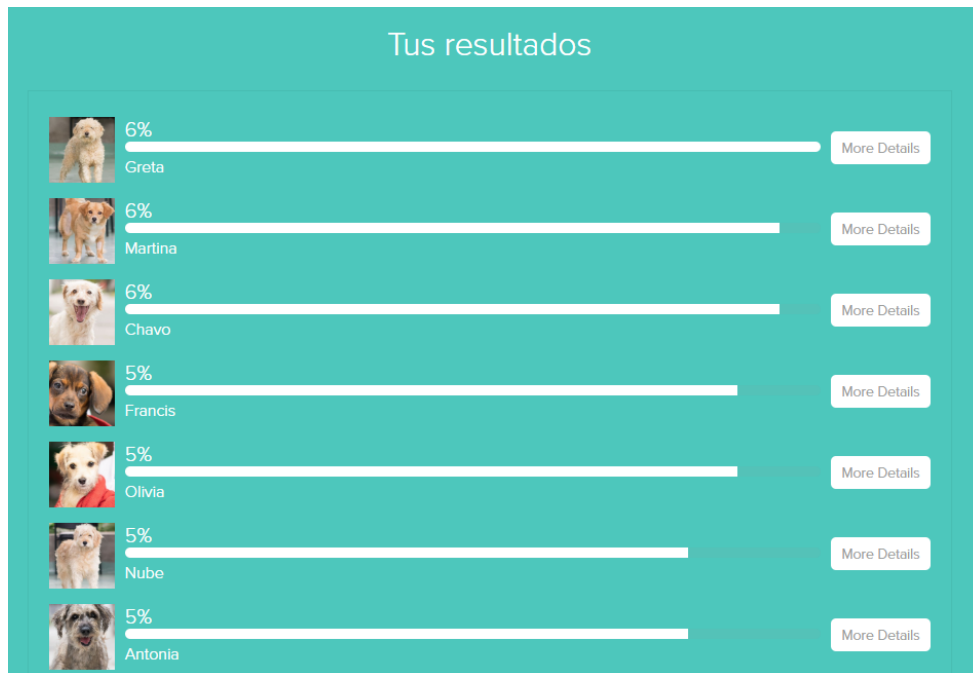 Tus resultados
6%
Greta
More Details
6%
Martina
More Details
6%
Chavo
More Details
5%
Francis
More Details
5%
Olivia
More Details
5%
Nube
More Details
5%
Antonia
More Details